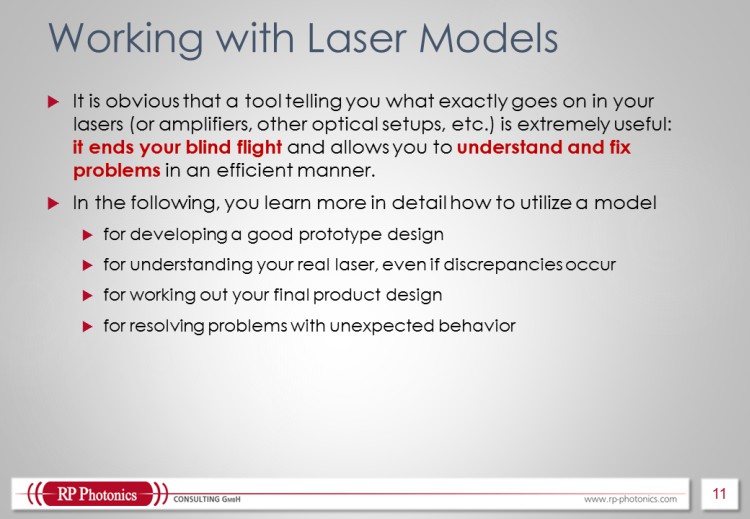 Working with Laser Models
It is obvious that a tool telling you what exactly goes on in your
lasers (or amplifiers, other optical setups, etc.) is extremely useful:
it ends your blind flight and allows you to understand and fix
problems in an efficient manner.
In the following, you learn more in detail how to utilize a model
for developing a good prototype design
for understanding your real laser, even if discrepancies occur
for working out your final product design
for resolving problems with unexpected behavior
RP Photonics CONSULTING GmbH
www.rp-photonics.com
11